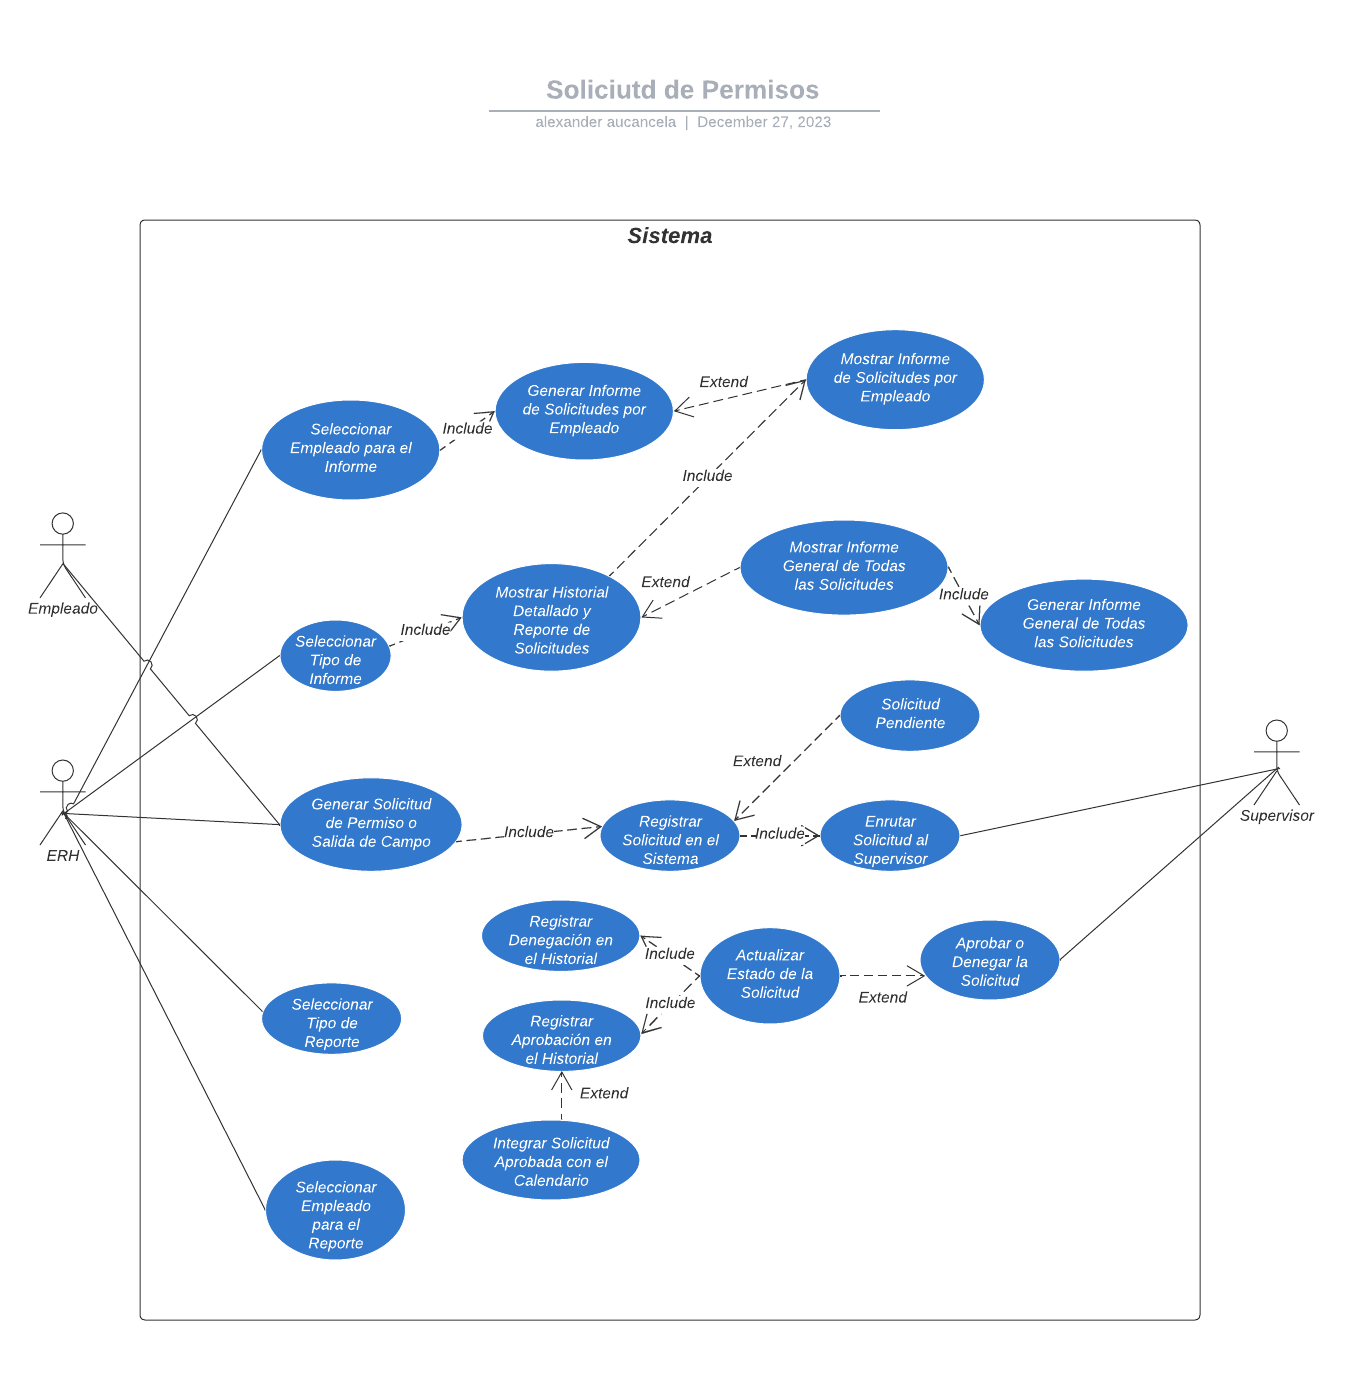 Soliciutd de Permisos
alexander aucancela | December 27, 2023
Sistema
Mostrar Informe
de Solicitudes por
Empleado
Extend
Generar Informe
de Solicitudes por
Empleado
Include
Seleccionar
Empleado para el
Informe
Include
Empleado
Mostrar Informe
General de Todas
las Solicitudes
Extend
Include
Generar Informe
General de Todas
las Solicitudes
Mostrar Historial
Detallado y
Reporte de
Solicitudes
Include
Seleccionar
Tipo de
Informe
Solicitud
Pendiente
Extend
ERH
Generar Solicitud
de Permiso o
Salida de Campo
Include
Registrar
Solicitud en el
Sistema
Include
Enrutar
Solicitud al
Supervisor
Supervisor
Registrar
Denegación en
el Historial
Include
Actualizar
Estado de la
Solicitud
Extend
Aprobar o
Denegar la
Solicitud
Include
Registrar
Aprobación en
el Historial
Seleccionar
Tipo de
Reporte
Extend
Integrar Solicitud
Aprobada con el
Calendario
Seleccionar
Empleado
para el
Reporte